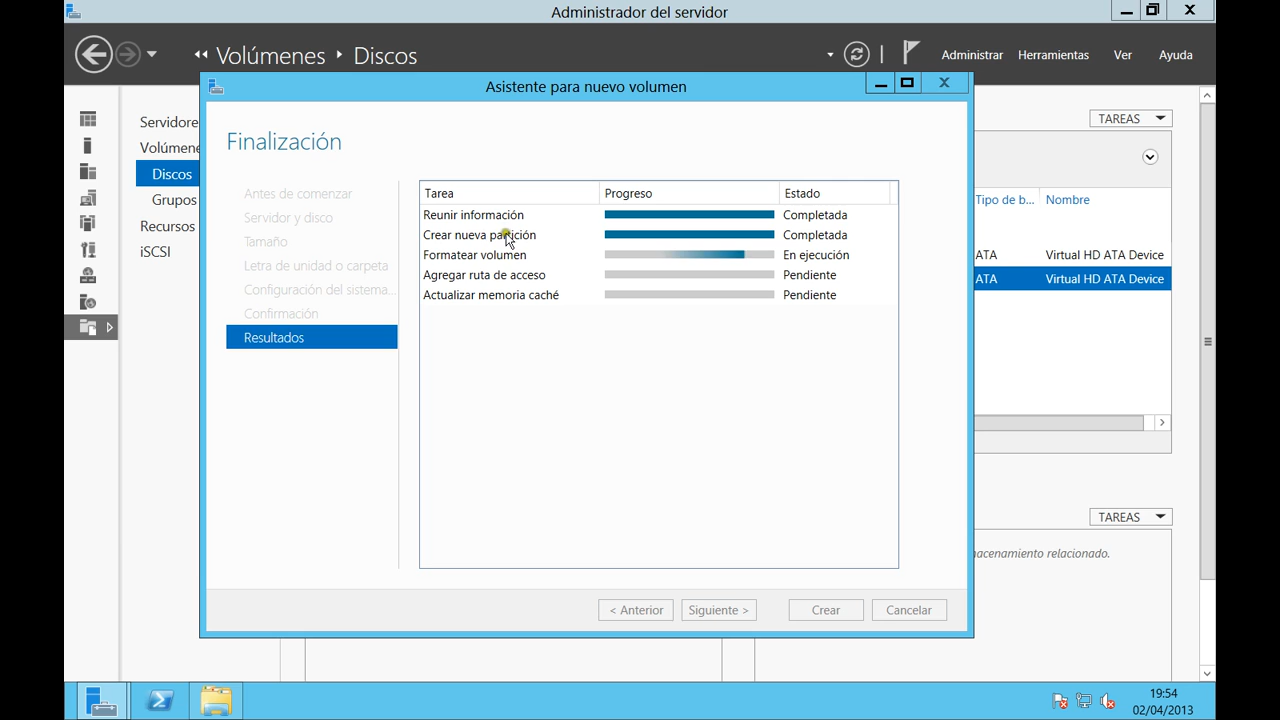 Administrador del servidor
Volúmenes
Discos
Administrar
Herramientas
Ver
Ayuda
Asistente para nuevo volumen
Servidore
Volúmene
Discos
Grupos
Recursos
iSCSI
Finalización
Antes de comenzar
Servidor y disco
Tamaño
Letra de unidad o carpeta
Configuración del sistema...
Confirmación
Resultados
Tarea Progreso Estado
Reunir información Completada
Crear nueva partición Completada
Formatear volumen En ejecución
Agregar ruta de acceso Pendiente
Actualizar memoria caché Pendiente
< Anterior
Siguiente >
Crear
Cancelar
TAREAS
Tipo de b... Nombre
ATA Virtual HD ATA Device
ATA Virtual HD ATA Device
TAREAS
nacenamiento relacionado.
19:54
02/04/2013